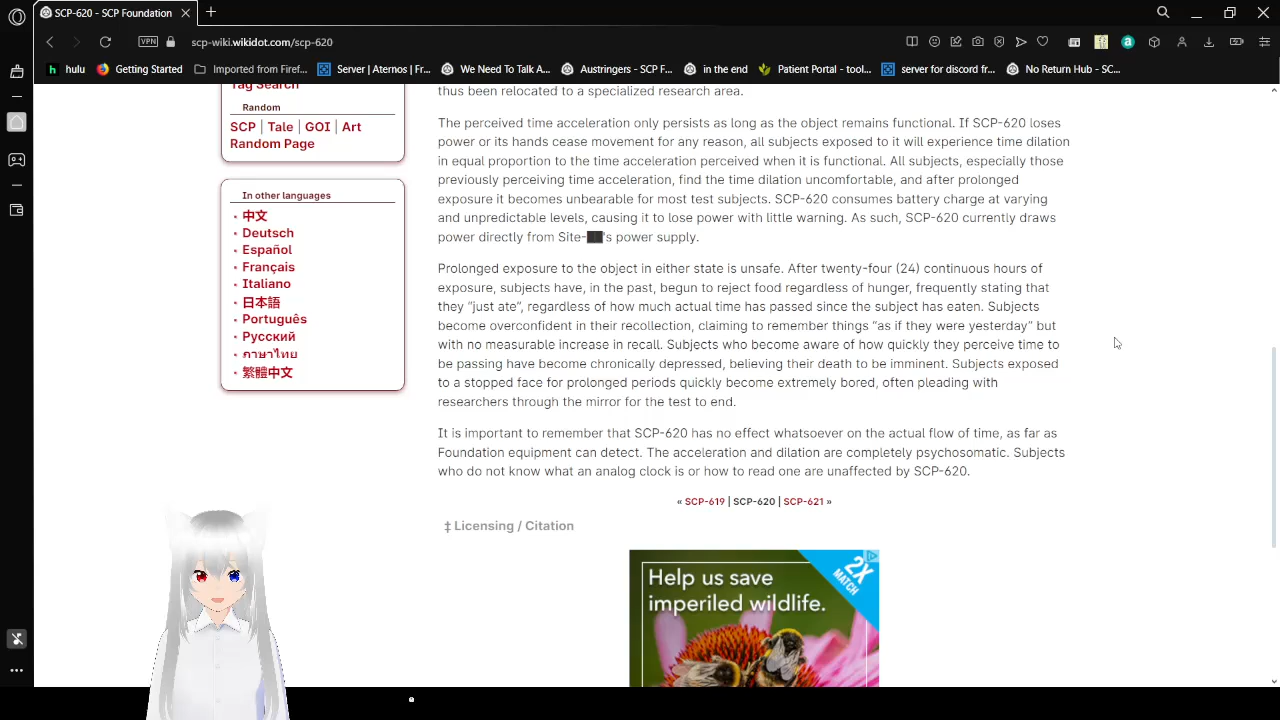 SCP-620 - SCP Foundation
VPN
scp-wiki.wikidot.com/scp-620
hulu
Getting Started
Imported from Firef...
Server | Aternos | Fr...
We Need To Talk A...
Austringers - SCP F...
in the end
Patient Portal - tool...
server for discord fr...
No Return Hub - SC...
Tag Search
Random
SCP | Tale | GOI | Art
Random Page
In other languages
中文
Deutsch
Español
Français
Italiano
日本語
Português
Русский
ภาษาไทย
繁體中文
thus been relocated to a specialized research area.
The perceived time acceleration only persists as long as the object remains functional. If SCP-620 loses
power or its hands cease movement for any reason, all subjects exposed to it will experience time dilation
in equal proportion to the time acceleration perceived when it is functional. All subjects, especially those
previously perceiving time acceleration, find the time dilation uncomfortable, and after prolonged
exposure it becomes unbearable for most test subjects. SCP-620 consumes battery charge at varying
and unpredictable levels, causing it to lose power with little warning. As such, SCP-620 currently draws
power directly from Site-██'s power supply.
Prolonged exposure to the object in either state is unsafe. After twenty-four (24) continuous hours of
exposure, subjects have, in the past, begun to reject food regardless of hunger, frequently stating that
they “just ate”, regardless of how much actual time has passed since the subject has eaten. Subjects
become overconfident in their recollection, claiming to remember things “as if they were yesterday” but
with no measurable increase in recall. Subjects who become aware of how quickly they perceive time to
be passing have become chronically depressed, believing their death to be imminent. Subjects exposed
to a stopped face for prolonged periods quickly become extremely bored, often pleading with
researchers through the mirror for the test to end.
It is important to remember that SCP-620 has no effect whatsoever on the actual flow of time, as far as
Foundation equipment can detect. The acceleration and dilation are completely psychosomatic. Subjects
who do not know what an analog clock is or how to read one are unaffected by SCP-620.
« SCP-619 | SCP-620 | SCP-621 »
‡ Licensing / Citation
Help us save
imperiled wildlife.
2X
MATCH